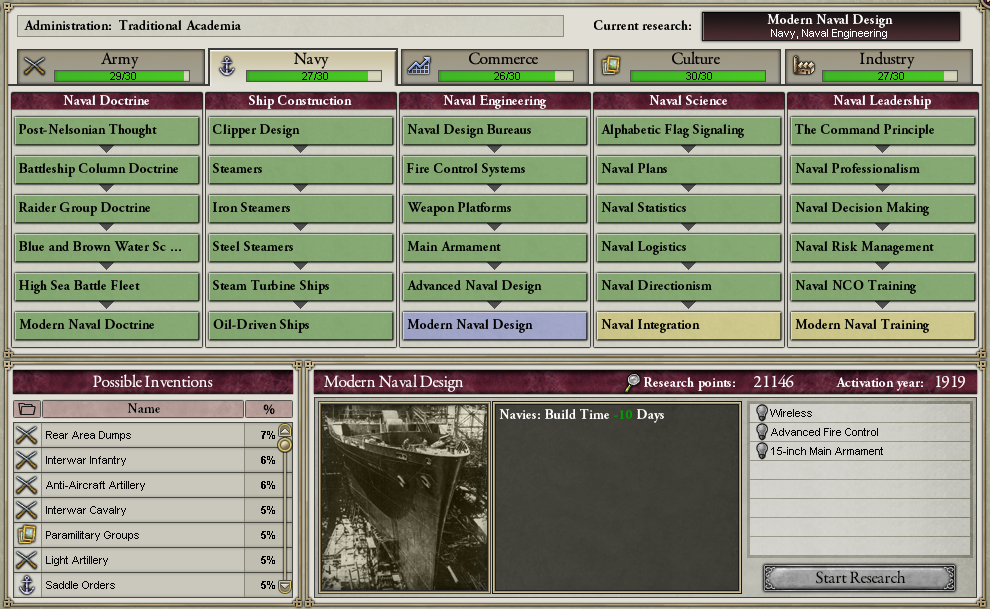 Administration: Traditional Academia
Current research:
Modern Naval Design
Navy, Naval Engineering
Army
29/30
Navy
27/30
Commerce
26/30
Culture
30/30
Industry
27/30
Naval Doctrine
Ship Construction
Naval Engineering
Naval Science
Naval Leadership
Post-Nelsonian Thought
Clipper Design
Naval Design Bureaus
Alphabetic Flag Signaling
The Command Principle
Battleship Column Doctrine
Steamers
Fire Control Systems
Naval Plans
Naval Professionalism
Raider Group Doctrine
Iron Steamers
Weapon Platforms
Naval Statistics
Naval Decision Making
Blue and Brown Water Sc ...
Steel Steamers
Main Armament
Naval Logistics
Naval Risk Management
High Sea Battle Fleet
Steam Turbine Ships
Advanced Naval Design
Naval Directionism
Naval NCO Training
Modern Naval Doctrine
Oil-Driven Ships
Modern Naval Design
Naval Integration
Modern Naval Training
Possible Inventions
Name %
Rear Area Dumps 7%
Interwar Infantry 6%
Anti-Aircraft Artillery 6%
Interwar Cavalry 5%
Paramilitary Groups 5%
Light Artillery 5%
Saddle Orders 5%
Modern Naval Design
Research points: 21146
Activation year: 1919
Navies: Build Time -10 Days
Wireless
Advanced Fire Control
15-inch Main Armament
Start Research